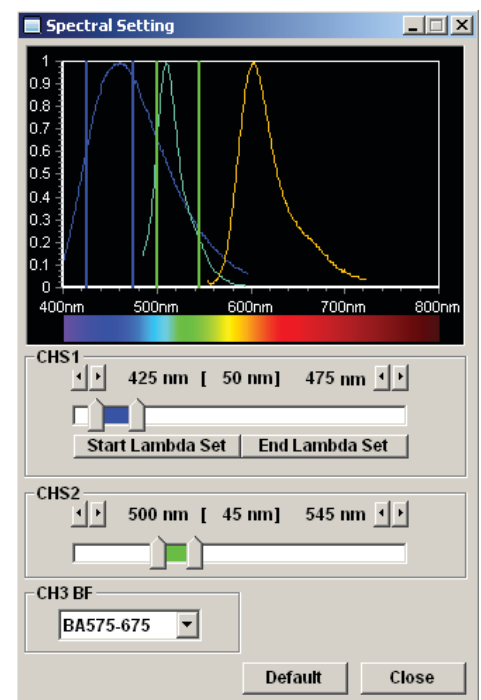 Spectral Setting
1
0.9
0.8
0.7
0.6
0.5
0.4
0.3
0.2
0.1
0
400nm 500nm 600nm 700nm 800nm
CHS1
425 nm [ 50 nm] 475 nm
Start Lambda Set End Lambda Set
CHS2
500 nm [ 45 nm] 545 nm
CH3 BF
BA575-675
Default Close